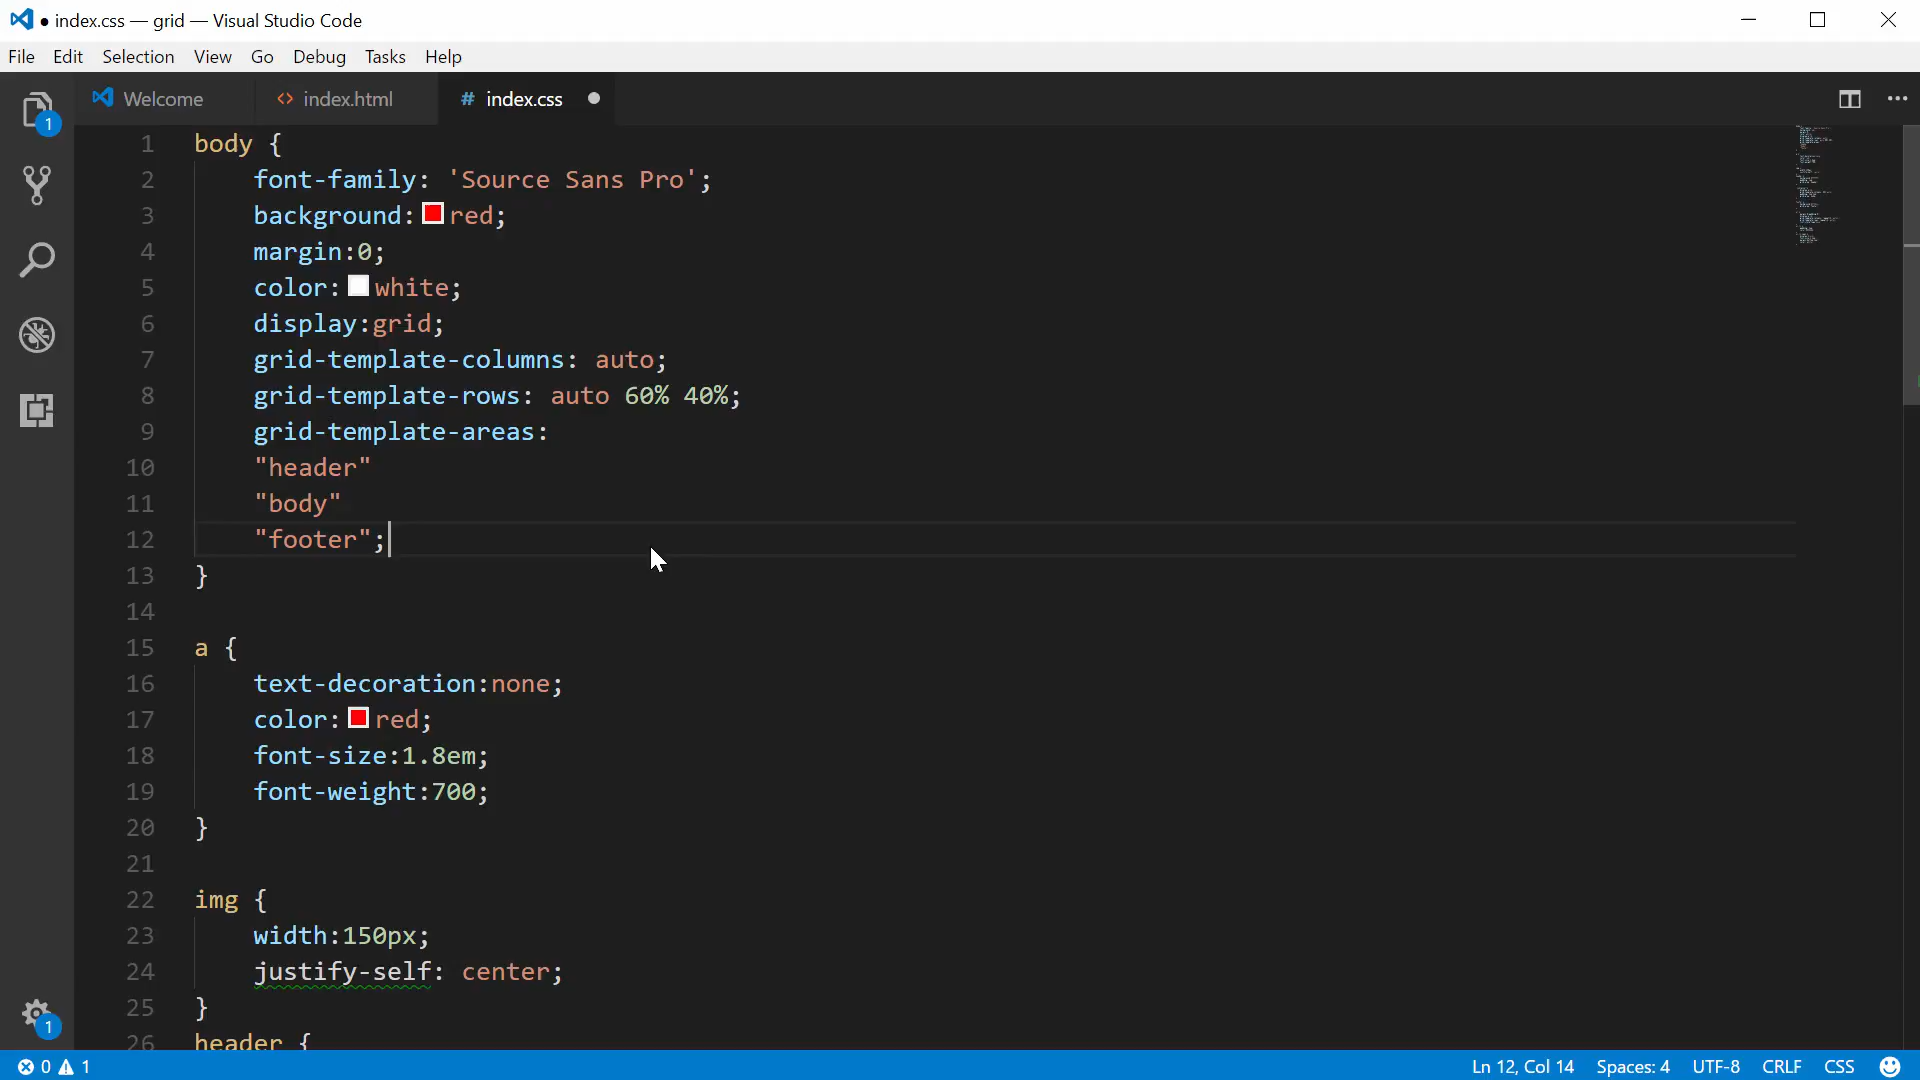 ● index.css — grid — Visual Studio Code
File Edit Selection View Go Debug Tasks Help
Welcome <> index.html # index.css ●
1 body {
2 font-family: 'Source Sans Pro';
3 background: red;
4 margin:0;
5 color: white;
6 display:grid;
7 grid-template-columns: auto;
8 grid-template-rows: auto 60% 40%;
9 grid-template-areas:
10 "header"
11 "body"
12 "footer";
13 }
14
15 a {
16 text-decoration:none;
17 color: red;
18 font-size:1.8em;
19 font-weight:700;
20 }
21
22 img {
23 width:150px;
24 justify-self: center;
25 }
26 header {
1
1
0 1 Ln 12, Col 14 Spaces: 4 UTF-8 CRLF CSS